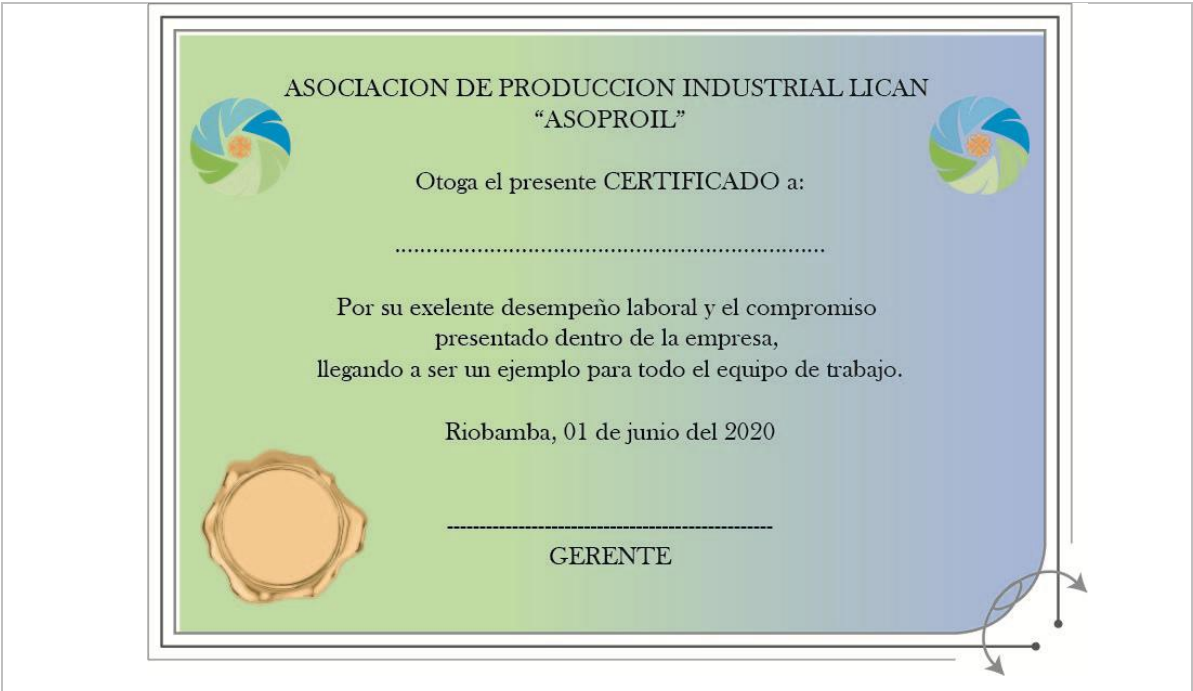 ASOCIACION DE PRODUCCION INDUSTRIAL LICAN
“ASOPROIL”
Otoga el presente CERTIFICADO a:
....................................................................
Por su exelente desempeño laboral y el compromiso
presentado dentro de la empresa,
llegando a ser un ejemplo para todo el equipo de trabajo.
Riobamba, 01 de junio del 2020
--------------------------------------------------
GERENTE